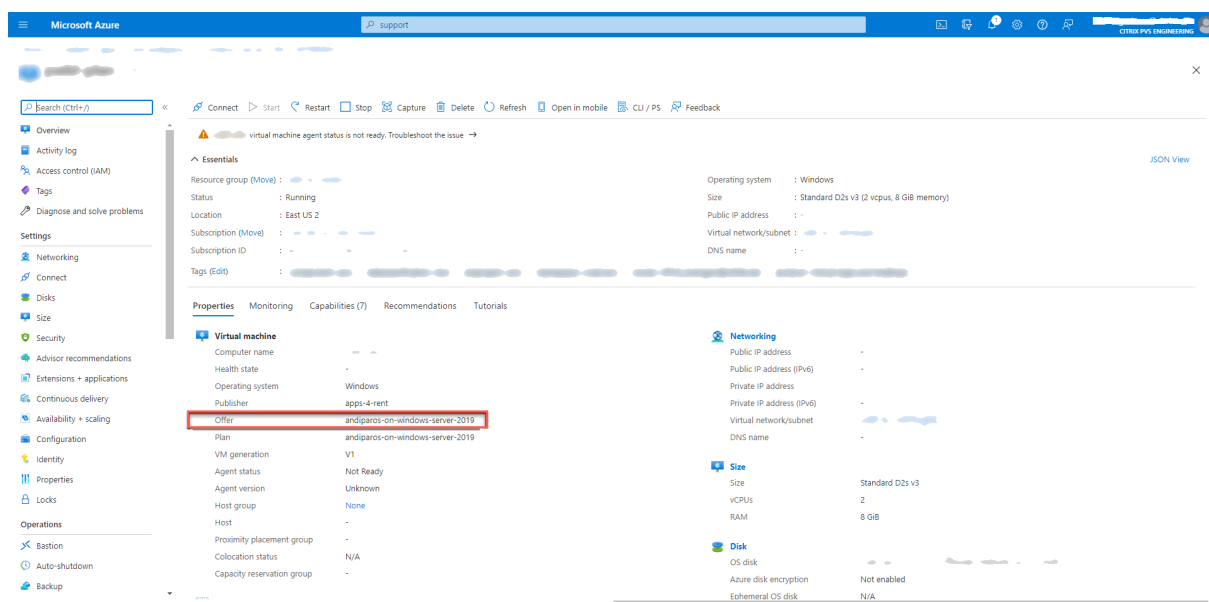 Microsoft Azure
support
1
CITRIX PVS ENGINEERING
Search (Ctrl+/)
«
Connect Start Restart Stop Capture Delete Refresh Open in mobile CLI / PS Feedback
Overview
Activity log
Access control (IAM)
Tags
Diagnose and solve problems
Settings
Networking
Connect
Disks
Size
Security
Advisor recommendations
Extensions + applications
Continuous delivery
Availability + scaling
Configuration
Identity
Properties
Locks
Operations
Bastion
Auto-shutdown
Backup
virtual machine agent status is not ready. Troubleshoot the issue →
Essentials
JSON View
Resource group (Move) :
Status : Running
Location : East US 2
Subscription (Move) :
Subscription ID : -
Tags (Edit) :
Operating system : Windows
Size : Standard D2s v3 (2 vcpus, 8 GiB memory)
Public IP address : -
Virtual network/subnet :
DNS name : -
Properties Monitoring Capabilities (7) Recommendations Tutorials
Virtual machine
Computer name
Health state -
Operating system Windows
Publisher apps-4-rent
Offer andiparos-on-windows-server-2019
Plan andiparos-on-windows-server-2019
VM generation V1
Agent status Not Ready
Agent version Unknown
Host group None
Host -
Proximity placement group -
Colocation status N/A
Capacity reservation group -
Networking
Public IP address -
Public IP address (IPv6) -
Private IP address
Private IP address (IPv6) -
Virtual network/subnet
DNS name -
Size
Size Standard D2s v3
vCPUs 2
RAM 8 GiB
Disk
OS disk
Azure disk encryption Not enabled
Ephemeral OS disk N/A